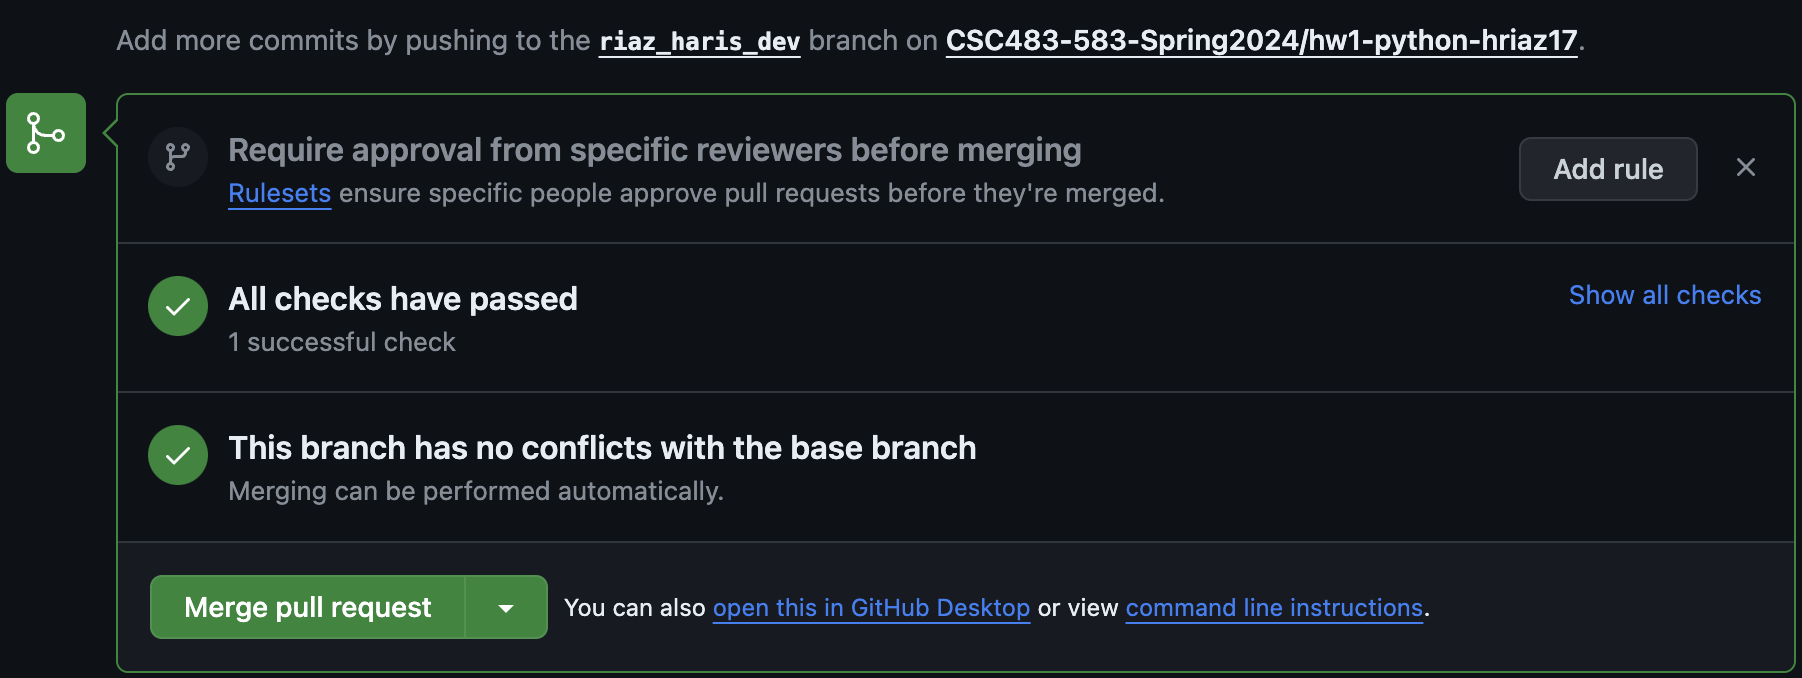 Add more commits by pushing to the riaz_haris_dev branch on CSC483-583-Spring2024/hw1-python-hriaz17.
Require approval from specific reviewers before merging
Rulesets ensure specific people approve pull requests before they're merged.
Add rule
All checks have passed
1 successful check
Show all checks
This branch has no conflicts with the base branch
Merging can be performed automatically.
Merge pull request
You can also open this in GitHub Desktop or view command line instructions.